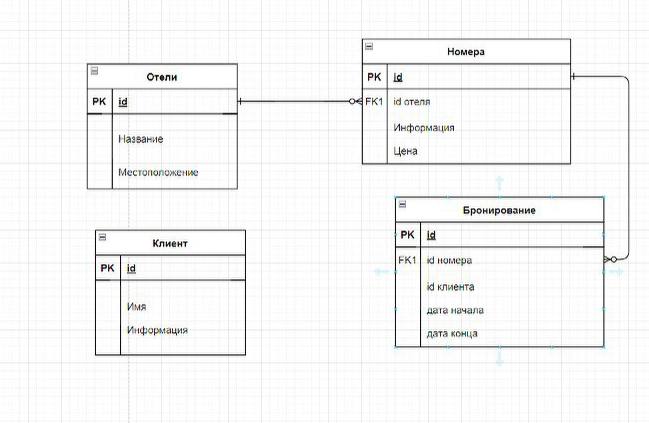 Отели
PK id
Название
Местоположение
Номера
PK id
FK1 id отеля
Информация
Цена
Клиент
PK id
Имя
Информация
Бронирование
PK id
FK1 id номера
id клиента
дата начала
дата конца